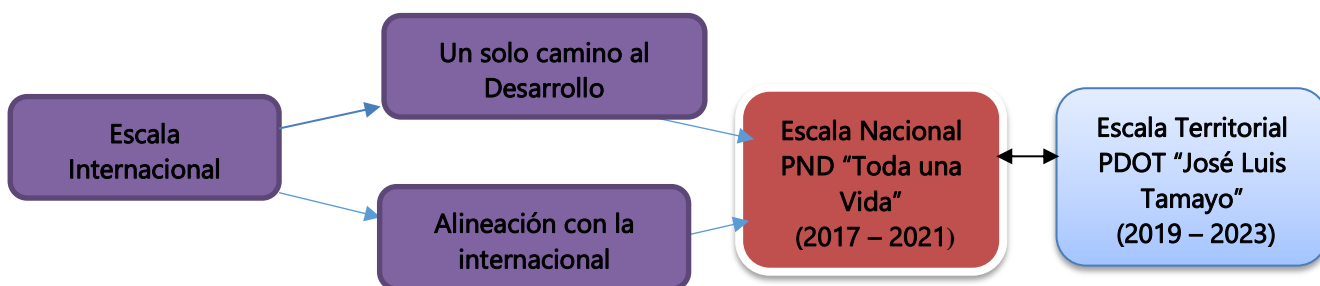 Escala
Internacional
Un solo camino al
Desarrollo
Alineación con la
internacional
Escala Nacional
PND “Toda una
Vida”
(2017 – 2021)
Escala Territorial
PDOT “José Luis
Tamayo”
(2019 – 2023)